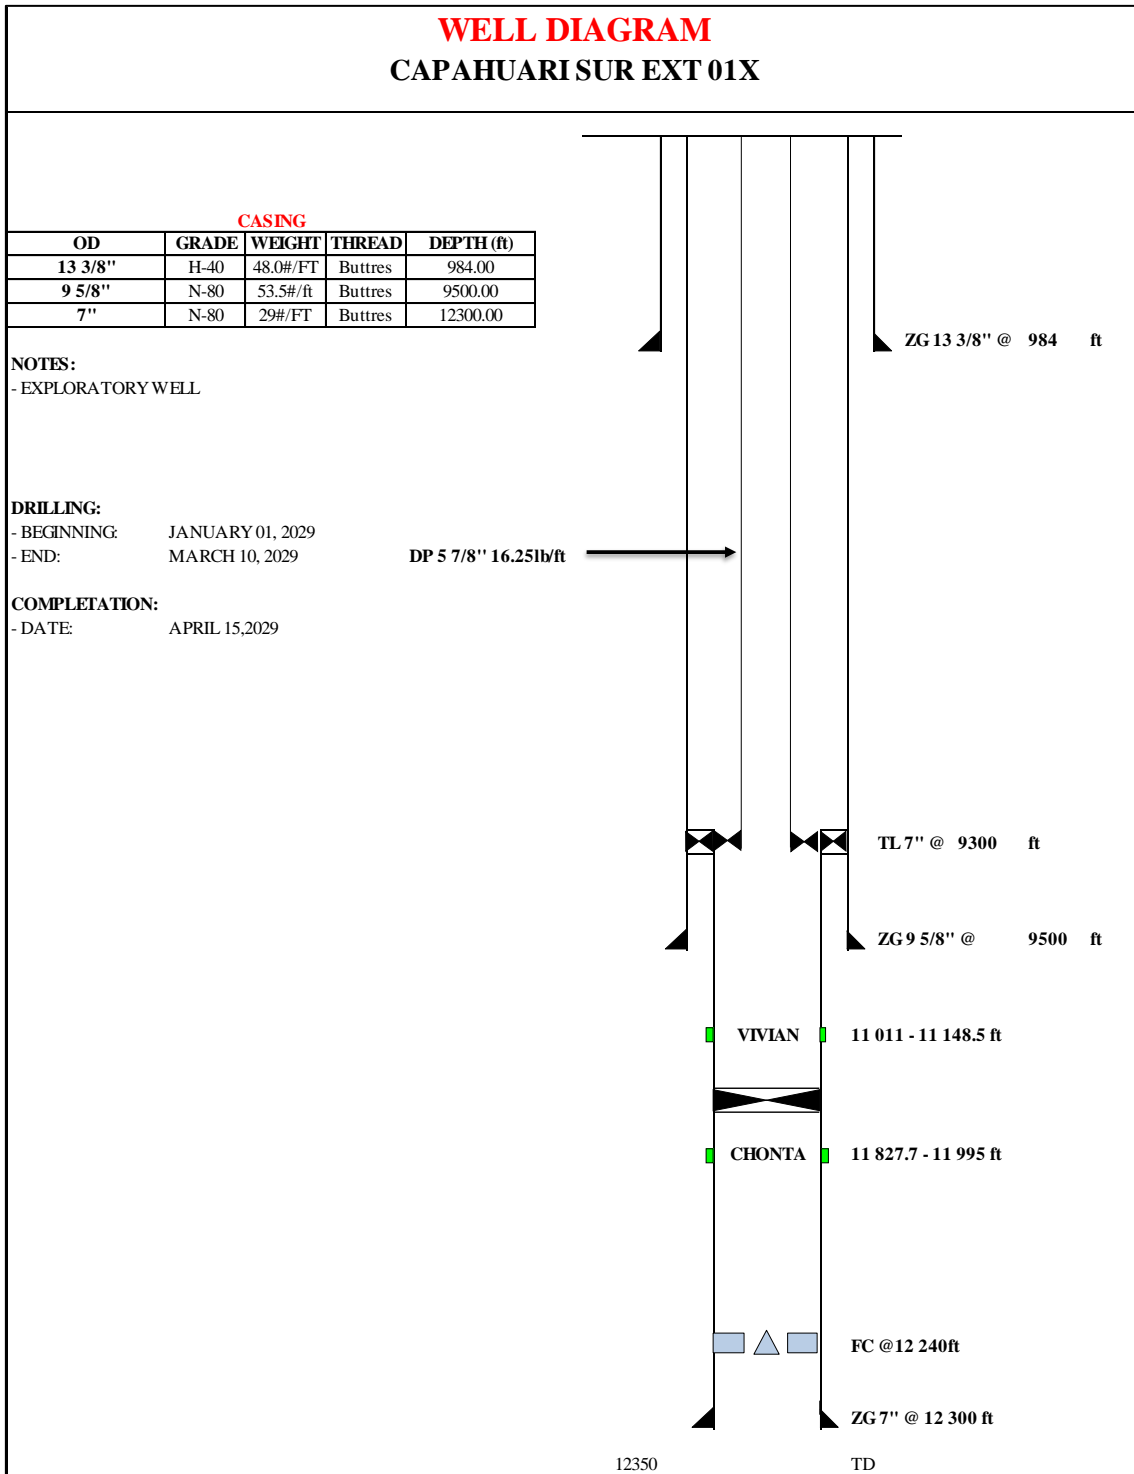 WELL DIAGRAM
CAPAHUARI SUR EXT 01X
CASING
OD GRADE WEIGHT THREAD DEPTH (ft)
13 3/8" H-40 48.0#/FT Buttres 984.00
9 5/8" N-80 53.5#/ft Buttres 9500.00
7" N-80 29#/FT Buttres 12300.00
ZG 13 3/8" @ 984 ft
NOTES:
- EXPLORATORY WELL
DRILLING:
- BEGINNING: JANUARY 01, 2029
- END: MARCH 10, 2029
DP 5 7/8" 16.25lb/ft
COMPLETATION:
- DATE: APRIL 15,2029
TL 7" @ 9300 ft
ZG 9 5/8" @ 9500 ft
VIVIAN 11 011 - 11 148.5 ft
CHONTA 11 827.7 - 11 995 ft
FC @12 240ft
ZG 7" @ 12 300 ft
12350 TD